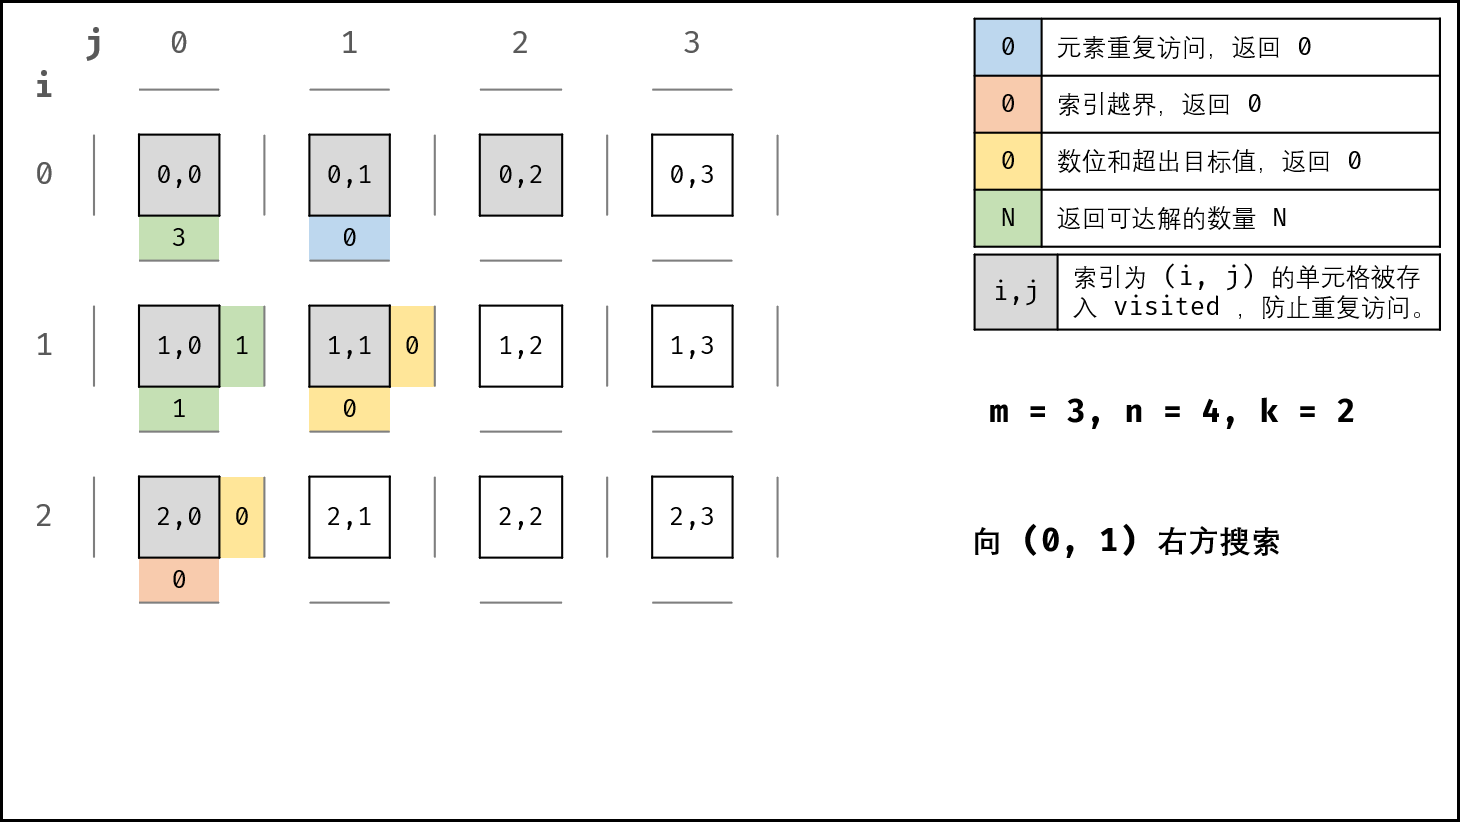 j 0 1 2 3
i
0 0,0 0,1 0,2 0,3
3 0
1 1,0 1 1,1 0 1,2 1,3
1 0
2 2,0 0 2,1 2,2 2,3
0
0 元素重复访问，返回 0
0 索引越界，返回 0
0 数位和超出目标值，返回 0
N 返回可达解的数量 N
i,j 索引为 (i, j) 的单元格被存
入 visited ，防止重复访问。
m = 3, n = 4, k = 2
向 (0, 1) 右方搜索